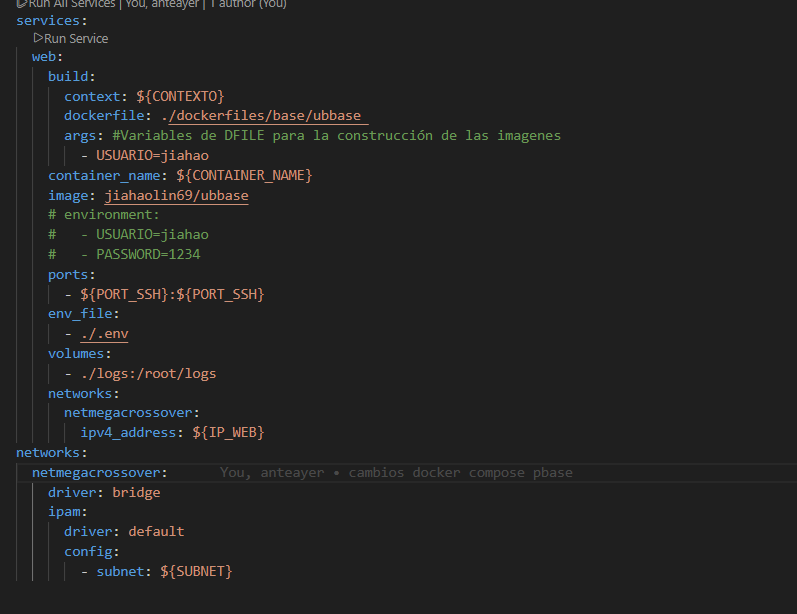 ▷Run All Services | You, anteayer | 1 author (You)
services:
▷Run Service
web:
build:
context: ${CONTEXTO}
dockerfile: ./dockerfiles/base/ubbase
args: #Variables de DFILE para la construcción de las imagenes
- USUARIO=jiahao
container_name: ${CONTAINER_NAME}
image: jiahaolin69/ubbase
# environment:
#   - USUARIO=jiahao
#   - PASSWORD=1234
ports:
- ${PORT_SSH}:${PORT_SSH}
env_file:
- ./.env
volumes:
- ./logs:/root/logs
networks:
netmegacrossover:
ipv4_address: ${IP_WEB}
networks:
netmegacrossover: You, anteayer • cambios docker compose pbase
driver: bridge
ipam:
driver: default
config:
- subnet: ${SUBNET}